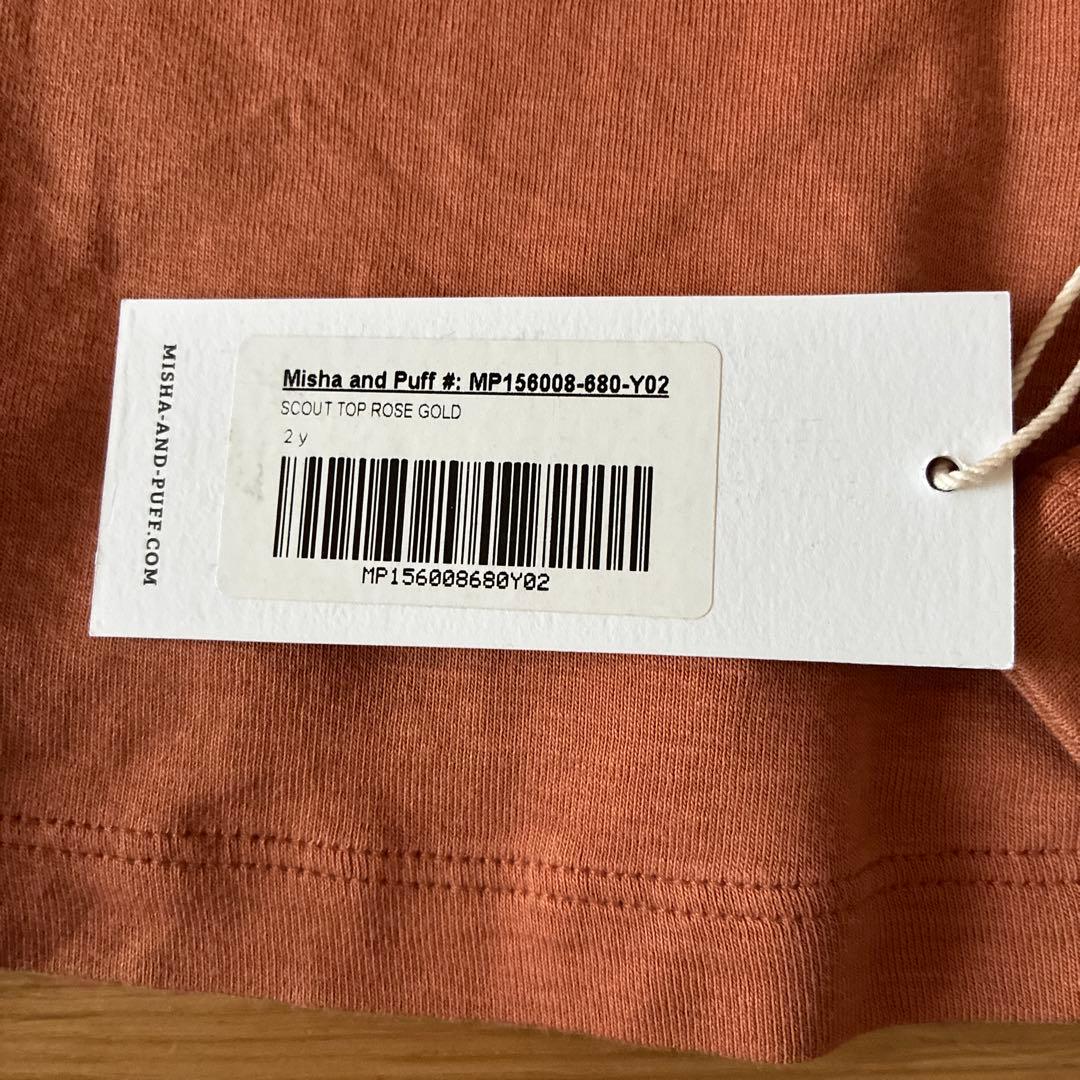 MISHA-AND-PUFF.COM
Misha and Puff #: MP156008-680-Y02
SCOUT TOP ROSE GOLD
2 y
MP156008680Y02